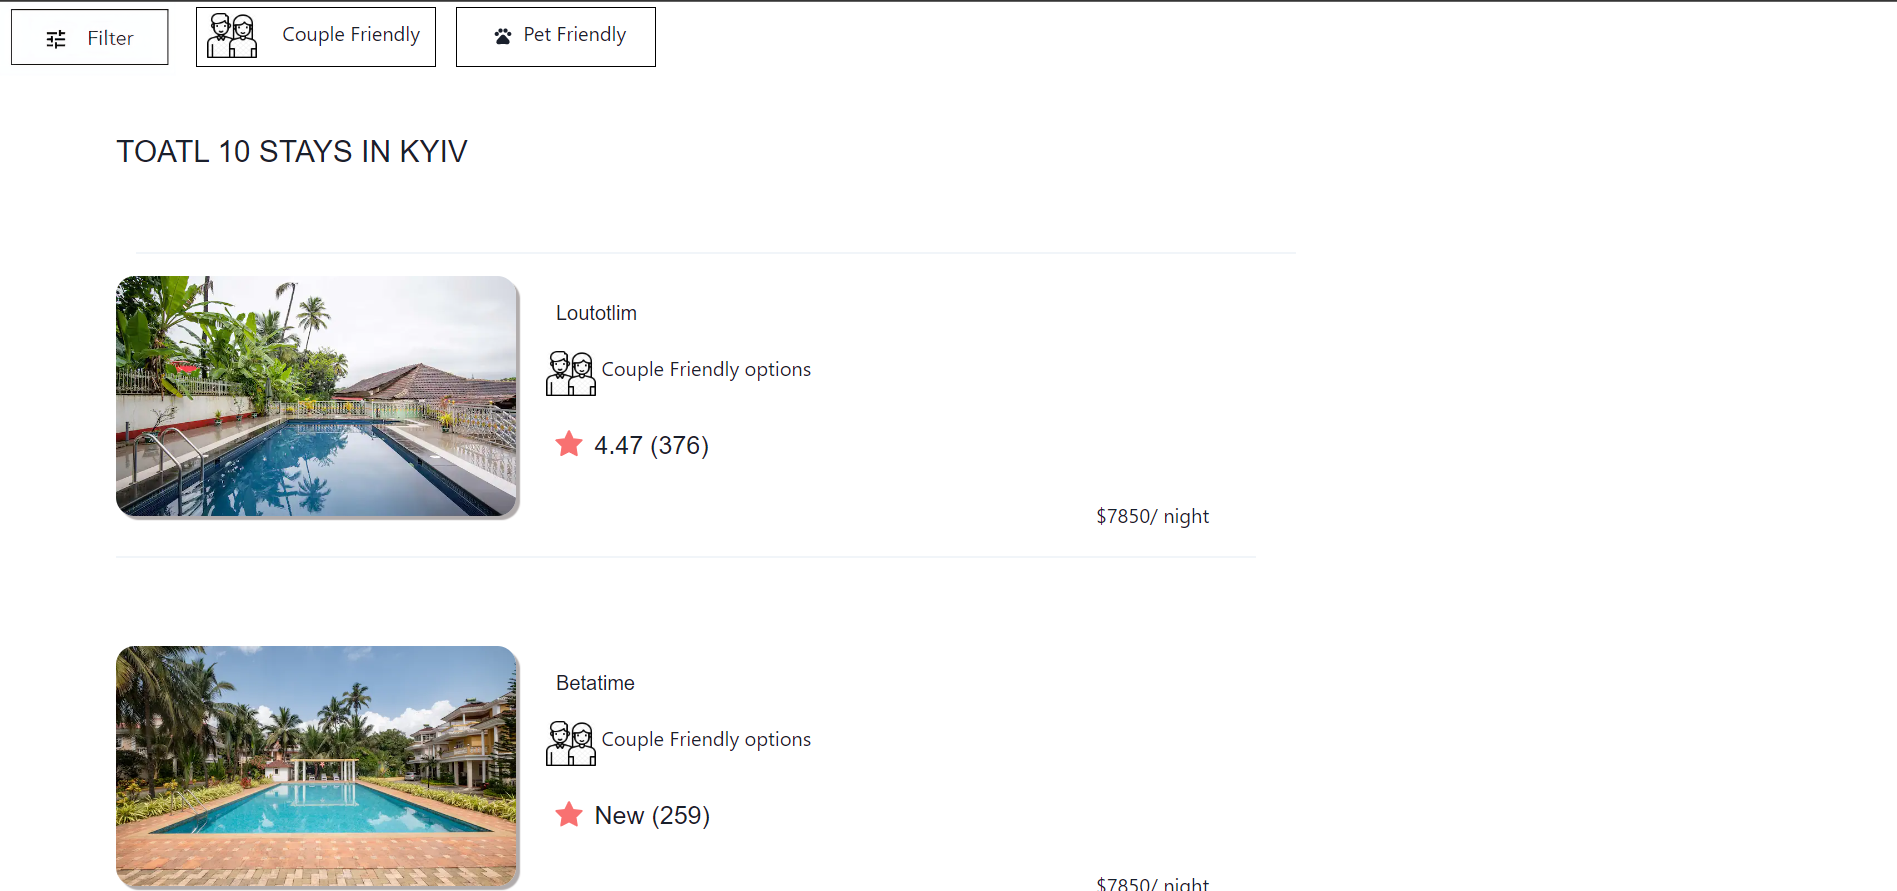 Filter
Couple Friendly
Pet Friendly
TOATL 10 STAYS IN KYIV
Loutotlim
Couple Friendly options
4.47 (376)
$7850/ night
Betatime
Couple Friendly options
New (259)
$7850/ night